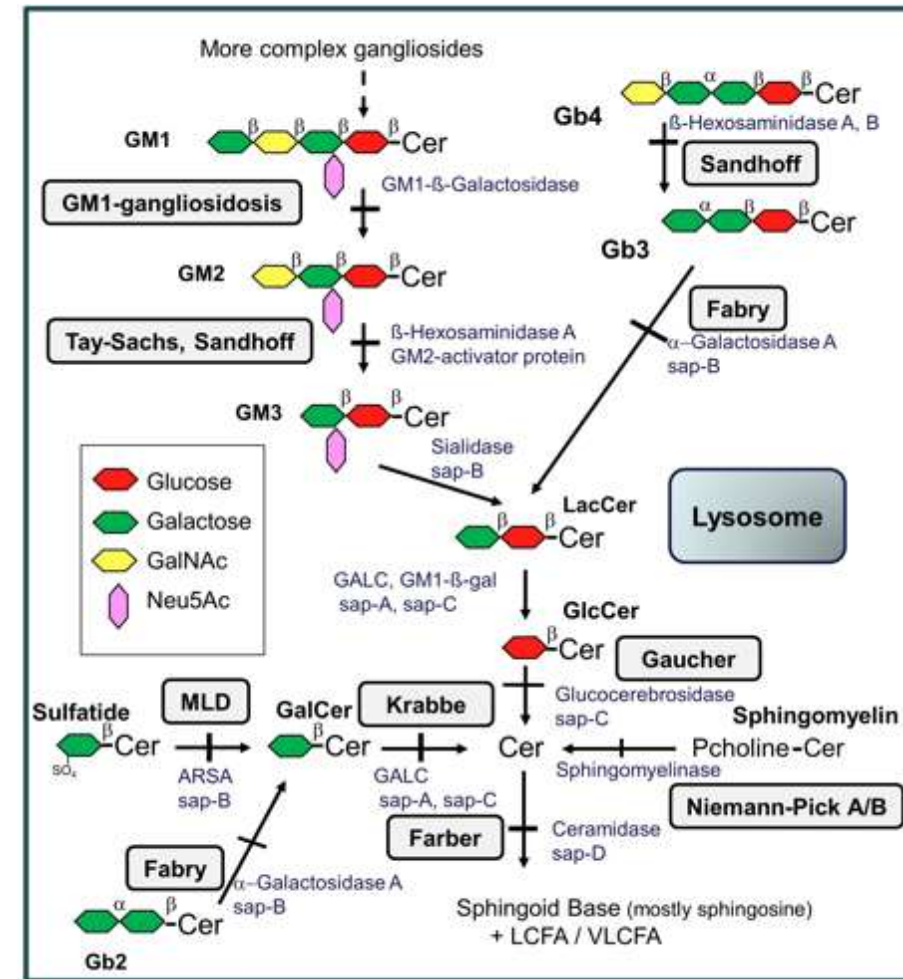 More complex gangliosides
GM1
β
β
β
β
Cer
GM1-ß-Galactosidase
GM1-gangliosidosis
GM2
β
β
β
Cer
Tay-Sachs, Sandhoff
ß-Hexosaminidase A
GM2-activator protein
GM3
β
β
Cer
Sialidase
sap-B
Gb4
β
α
β
β
Cer
ß-Hexosaminidase A, B
Sandhoff
Gb3
α
β
β
Cer
Fabry
α-Galactosidase A
sap-B
Glucose
Galactose
GalNAc
Neu5Ac
Lysosome
LacCer
β
β
Cer
GALC, GM1-ß-gal
sap-A, sap-C
GlcCer
β
Cer
Gaucher
Glucocerebrosidase
sap-C
Sulfatide
β
Cer
SO₄
MLD
ARSA
sap-B
GalCer
β
Cer
Krabbe
GALC
sap-A, sap-C
Cer
Sphingomyelin
Pcholine-Cer
Sphingomyelinase
Niemann-Pick A/B
Farber
Ceramidase
sap-D
Fabry
α-Galactosidase A
sap-B
α
β
Cer
Gb2
Sphingoid Base (mostly sphingosine)
+ LCFA / VLCFA